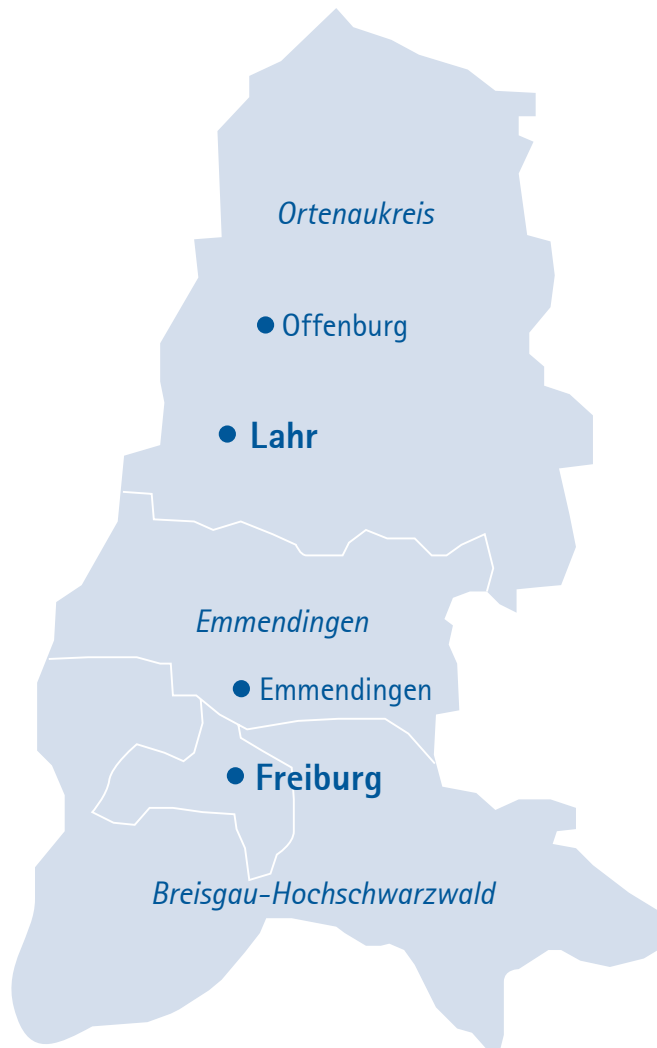 Ortenaukreis
Offenburg
Lahr
Emmendingen
Emmendingen
Freiburg
Breisgau-Hochschwarzwald